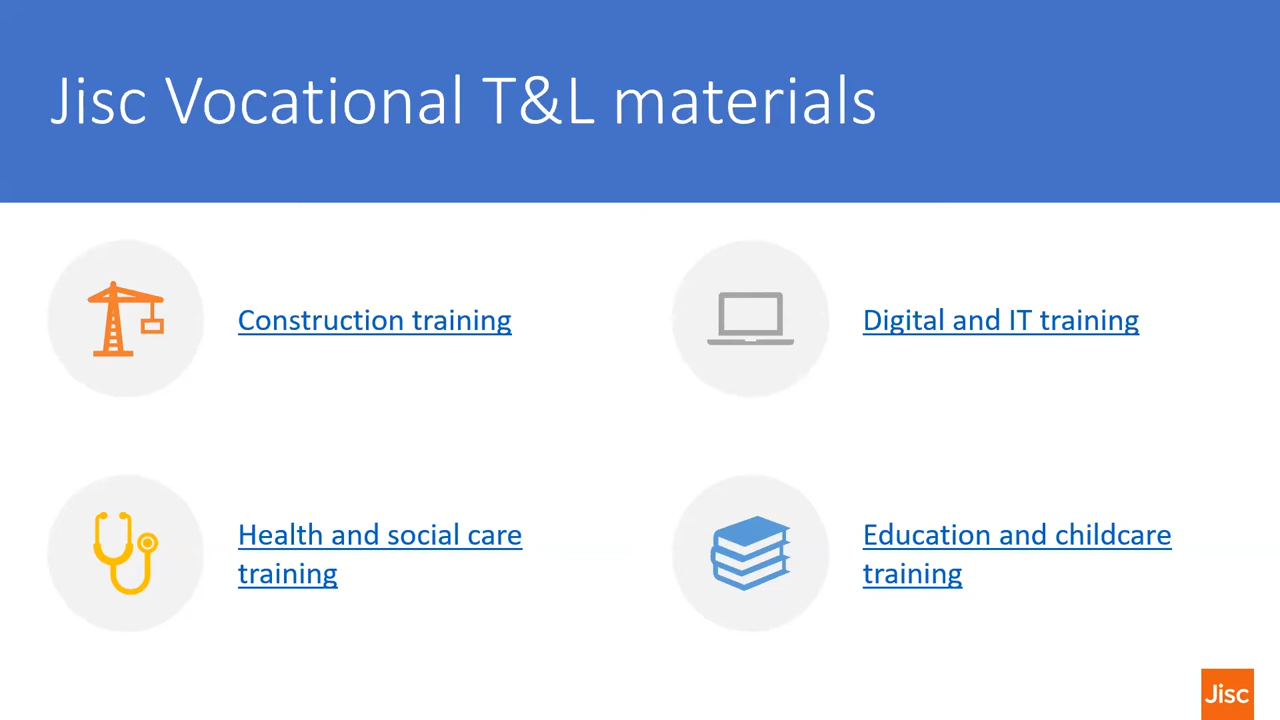 Jisc Vocational T&L materials
Construction training
Digital and IT training
Health and social care
training
Education and childcare
training
Jisc